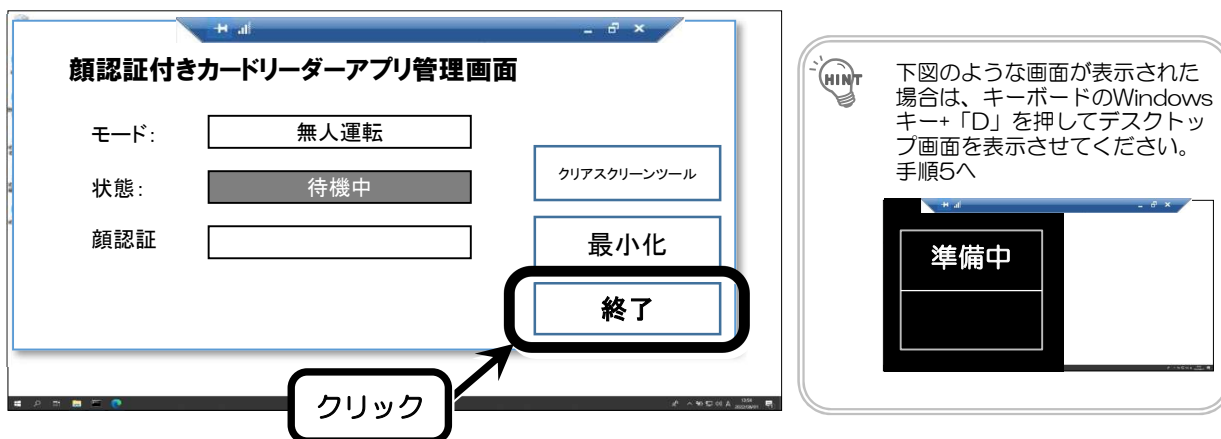 顔認証付きカードリーダーアプリ管理画面
モード:
無人運転
状態:
待機中
顔認証
クリアスクリーンツール
最小化
終了
クリック
HINT
下図のような画面が表示された
場合は、キーボードのWindows
キー+「D」を押してデスクトッ
プ画面を表示させてください。
手順5へ
準備中